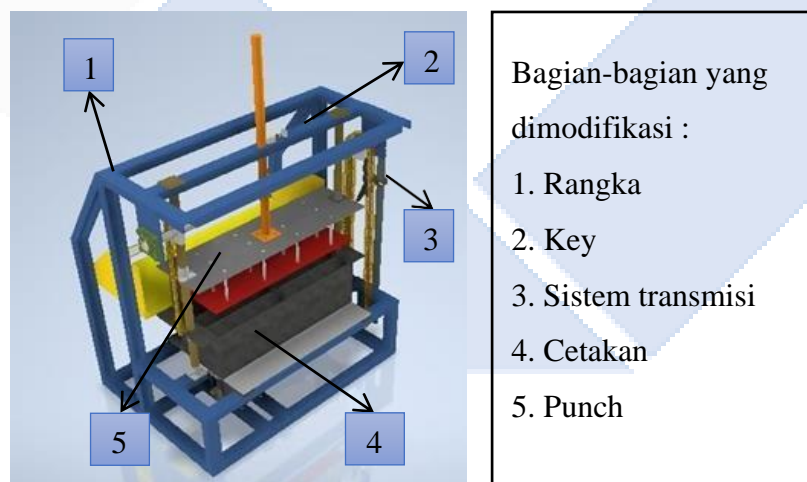 1
2
3
4
5
Bagian-bagian yang
dimodifikasi :
1. Rangka
2. Key
3. Sistem transmisi
4. Cetakan
5. Punch